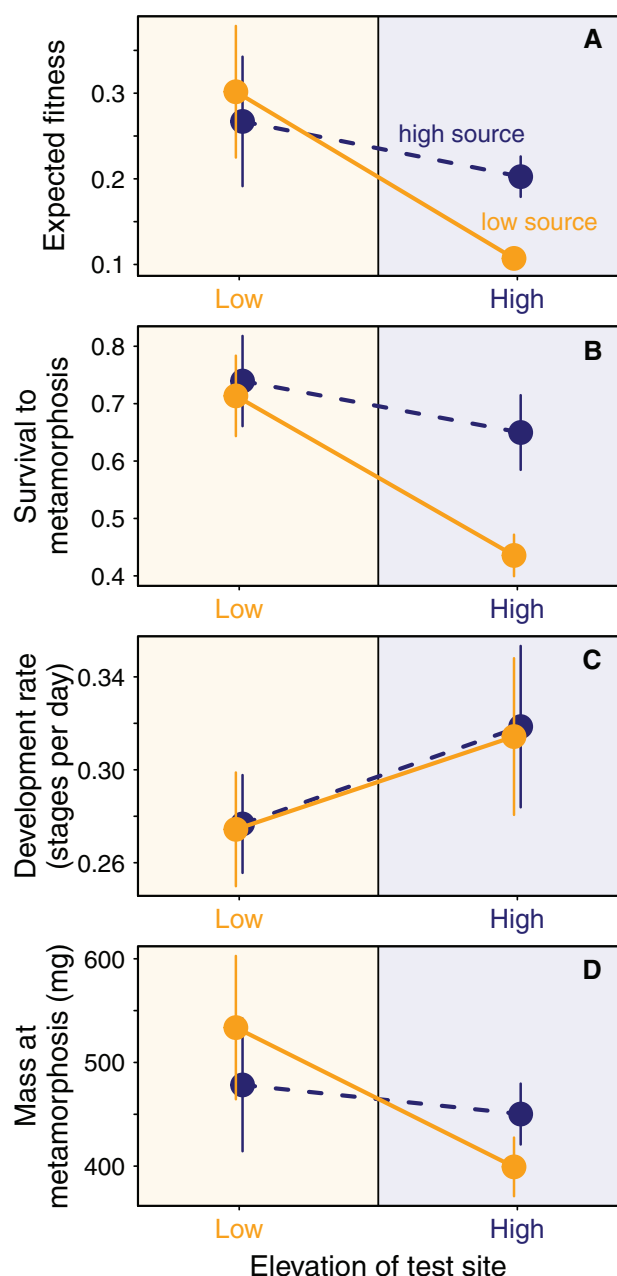 A
Expected fitness
0.3
0.2
0.1
high source
low source
Low
High
B
Survival to
metamorphosis
0.8
0.7
0.5
0.4
Low
High
C
Development rate
(stages per day)
0.34
0.30
0.26
Low
High
D
Mass at
metamorphosis (mg)
600
500
400
Low
High
Elevation of test site